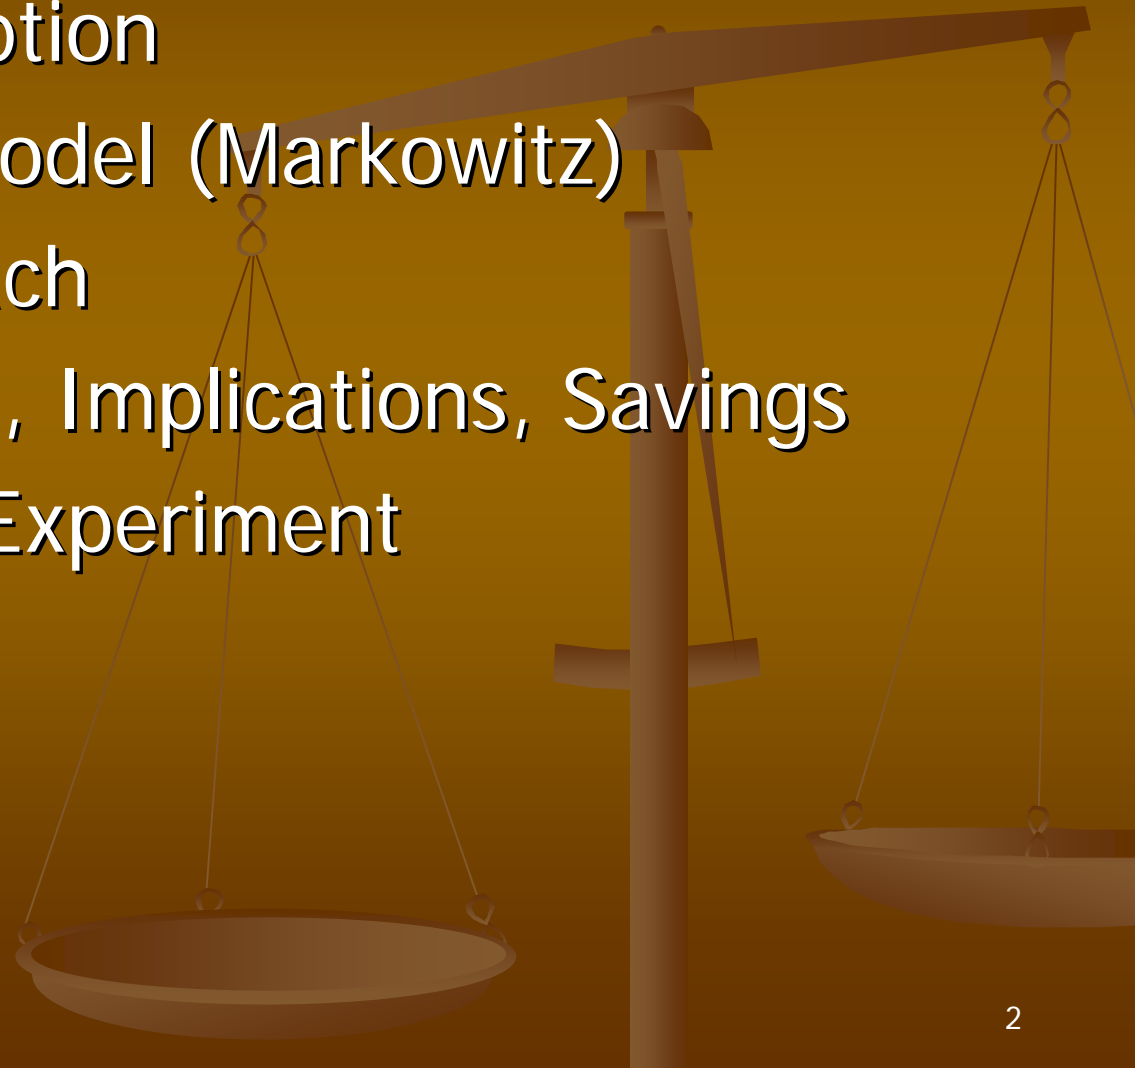 otion
odel (Markowitz)
ch
, Implications, Savings
Experiment
2